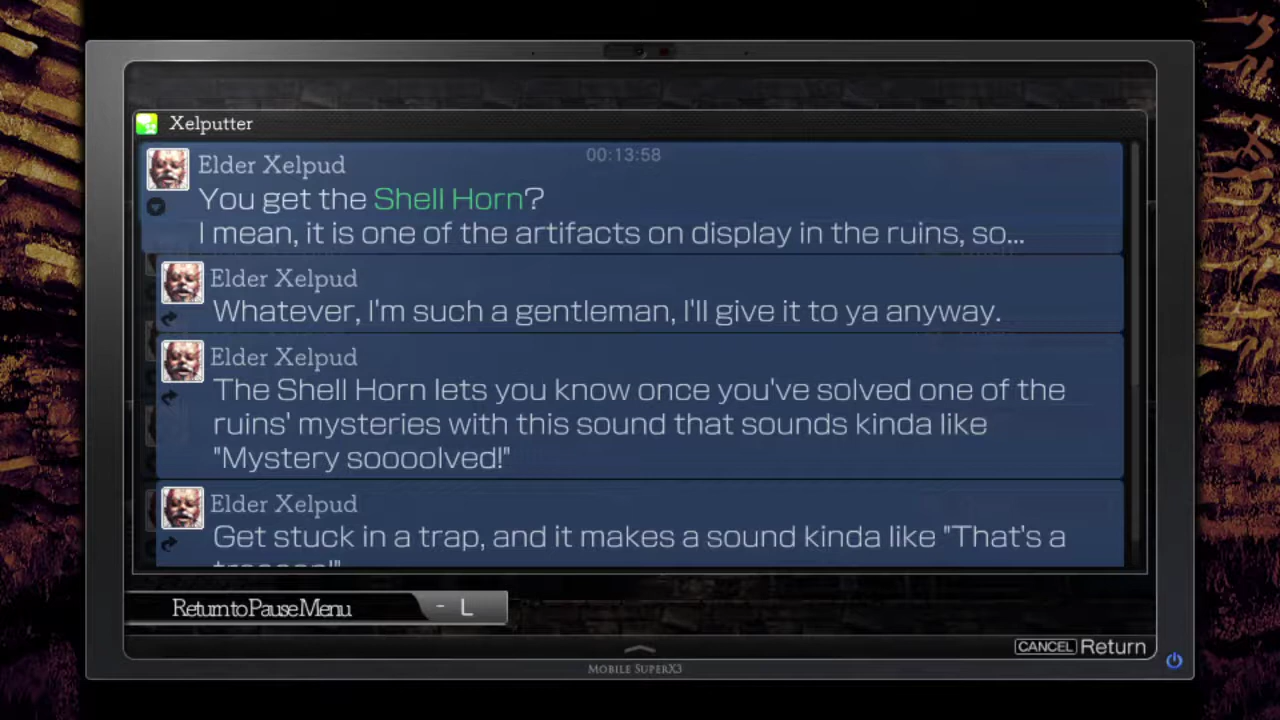 Xelputter
Elder Xelpud
00:13:58
You get the Shell Horn?
I mean, it is one of the artifacts on display in the ruins, so...
Elder Xelpud
Whatever, I'm such a gentleman, I'll give it to ya anyway.
Elder Xelpud
The Shell Horn lets you know once you've solved one of the
ruins' mysteries with this sound that sounds kinda like
"Mystery soooolved!"
Elder Xelpud
Get stuck in a trap, and it makes a sound kinda like "That's a
Return to Pause Menu - L
CANCEL Return
MOBILE SUPERX3